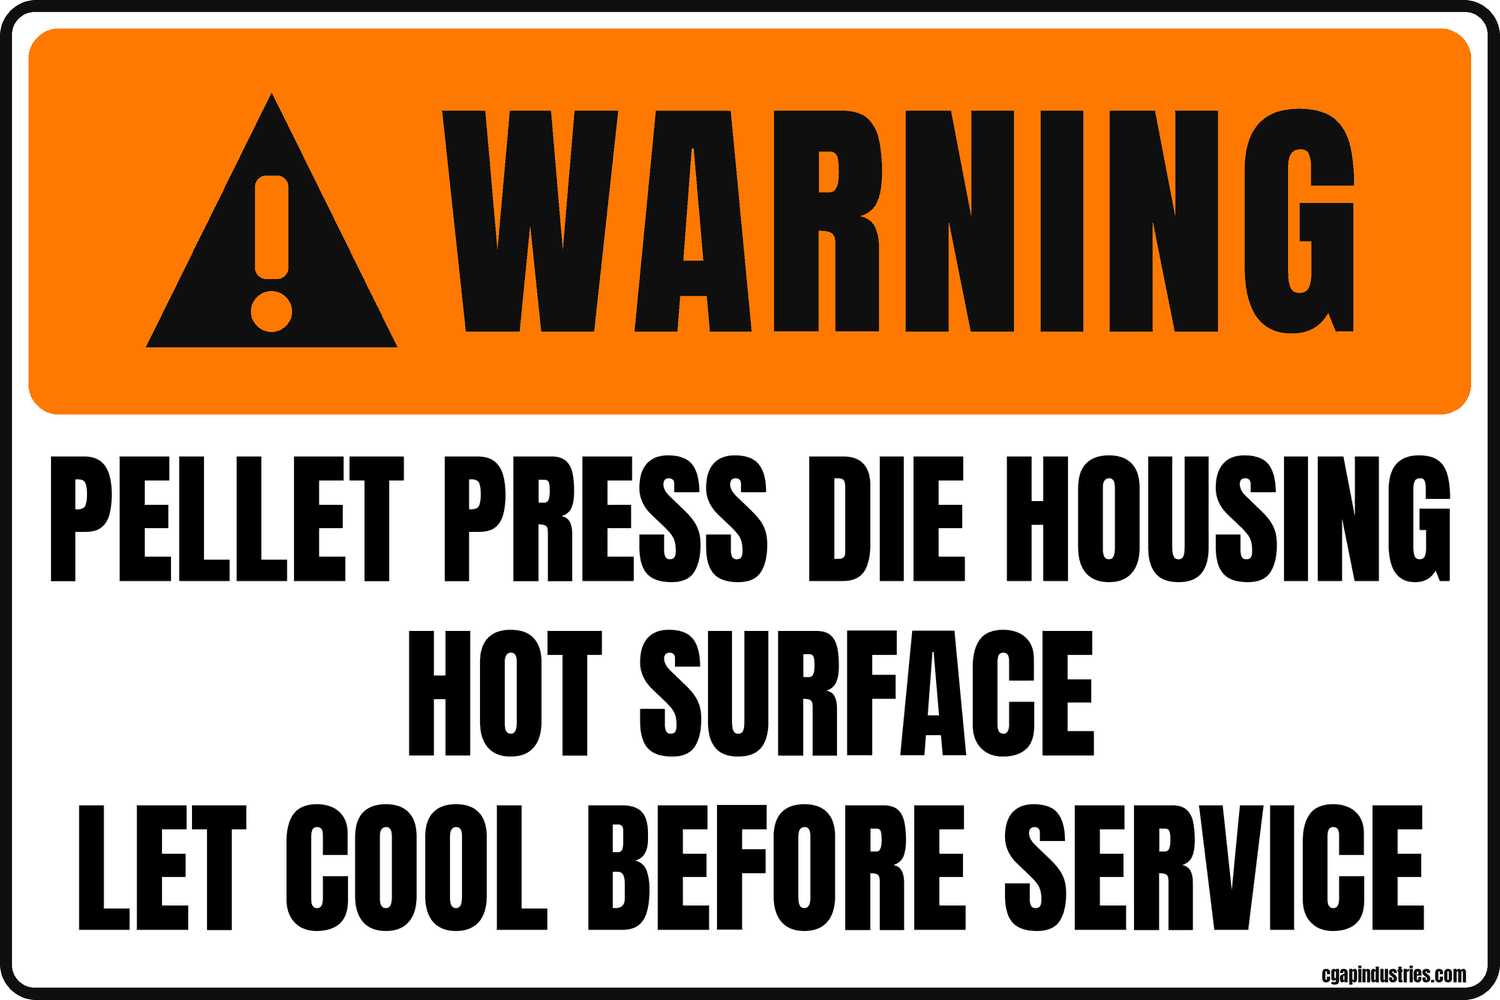 WARNING
PELLET PRESS DIE HOUSING
HOT SURFACE
LET COOL BEFORE SERVICE
cgapindustries.com